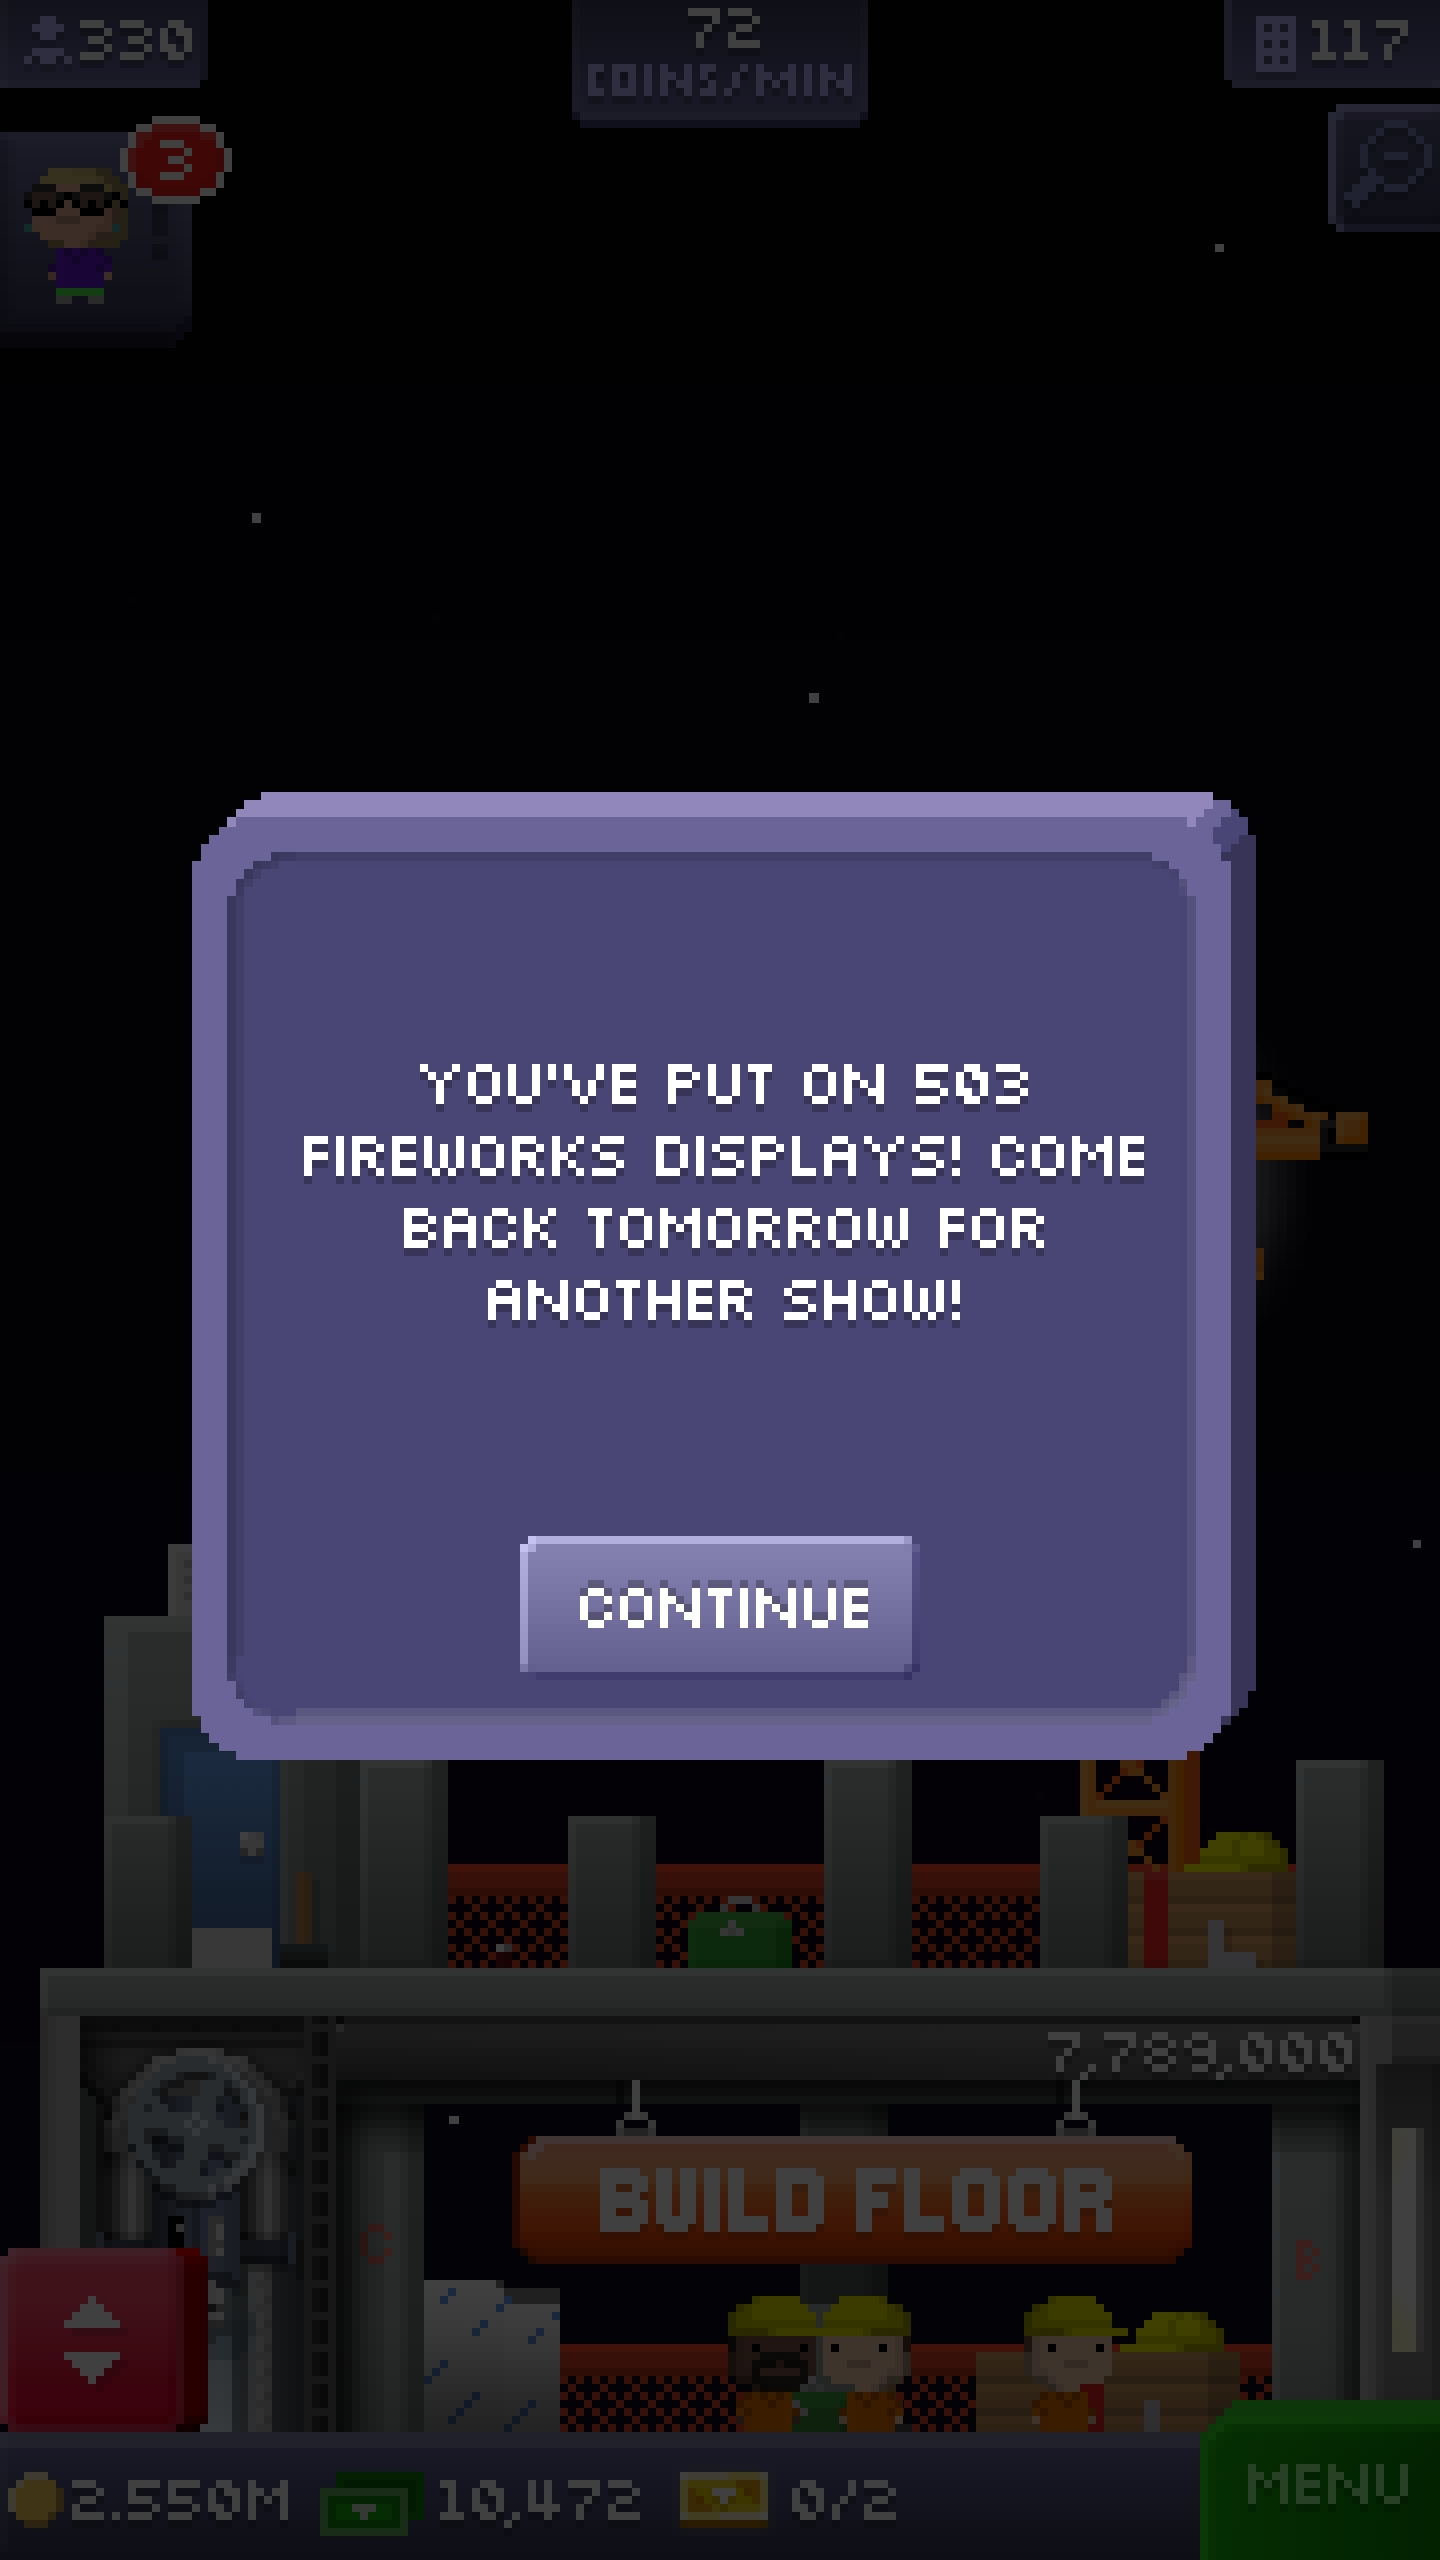 330
72
COINS/MIN
117
3
YOU'VE PUT ON 503
FIREWORKS DISPLAYS! COME
BACK TOMORROW FOR
ANOTHER SHOW!
CONTINUE
7,789,000
BUILD FLOOR
C
B
2.550M
10,472
0/2
MENU